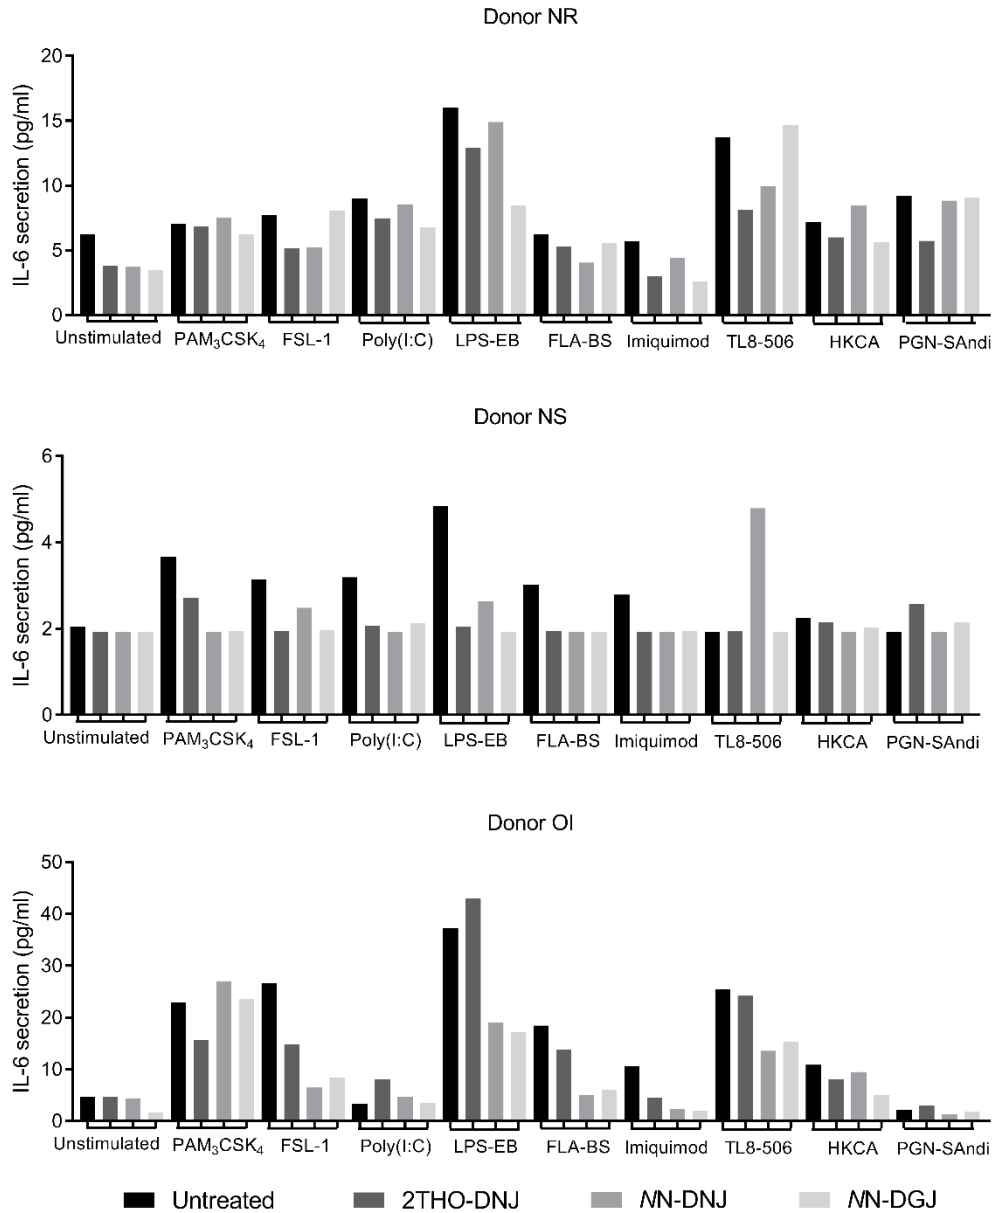 Donor NR
IL-6 secretion (pg/ml)
20
15
10
5
0
Unstimulated PAM₃CSK₄ FSL-1 Poly(I:C) LPS-EB FLA-BS Imiquimod TL8-506 HKCA PGN-SAndi
Donor NS
IL-6 secretion (pg/ml)
6
4
2
0
Unstimulated PAM₃CSK₄ FSL-1 Poly(I:C) LPS-EB FLA-BS Imiquimod TL8-506 HKCA PGN-SAndi
Donor OI
IL-6 secretion (pg/ml)
50
40
30
20
10
0
Unstimulated PAM₃CSK₄ FSL-1 Poly(I:C) LPS-EB FLA-BS Imiquimod TL8-506 HKCA PGN-SAndi
Untreated 2THO-DNJ NN-DNJ NN-DGJ